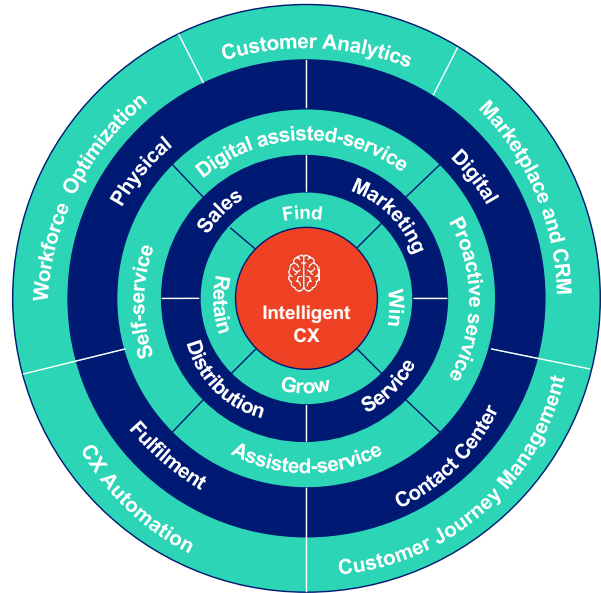 Customer Analytics
Marketplace and CRM
Customer Journey Management
CX Automation
Workforce Optimization
Physical
Digital
Contact Center
Fulfilment
Digital assisted-service
Proactive service
Assisted-service
Self-service
Sales
Marketing
Service
Distribution
Find
Win
Grow
Retain
Intelligent
CX